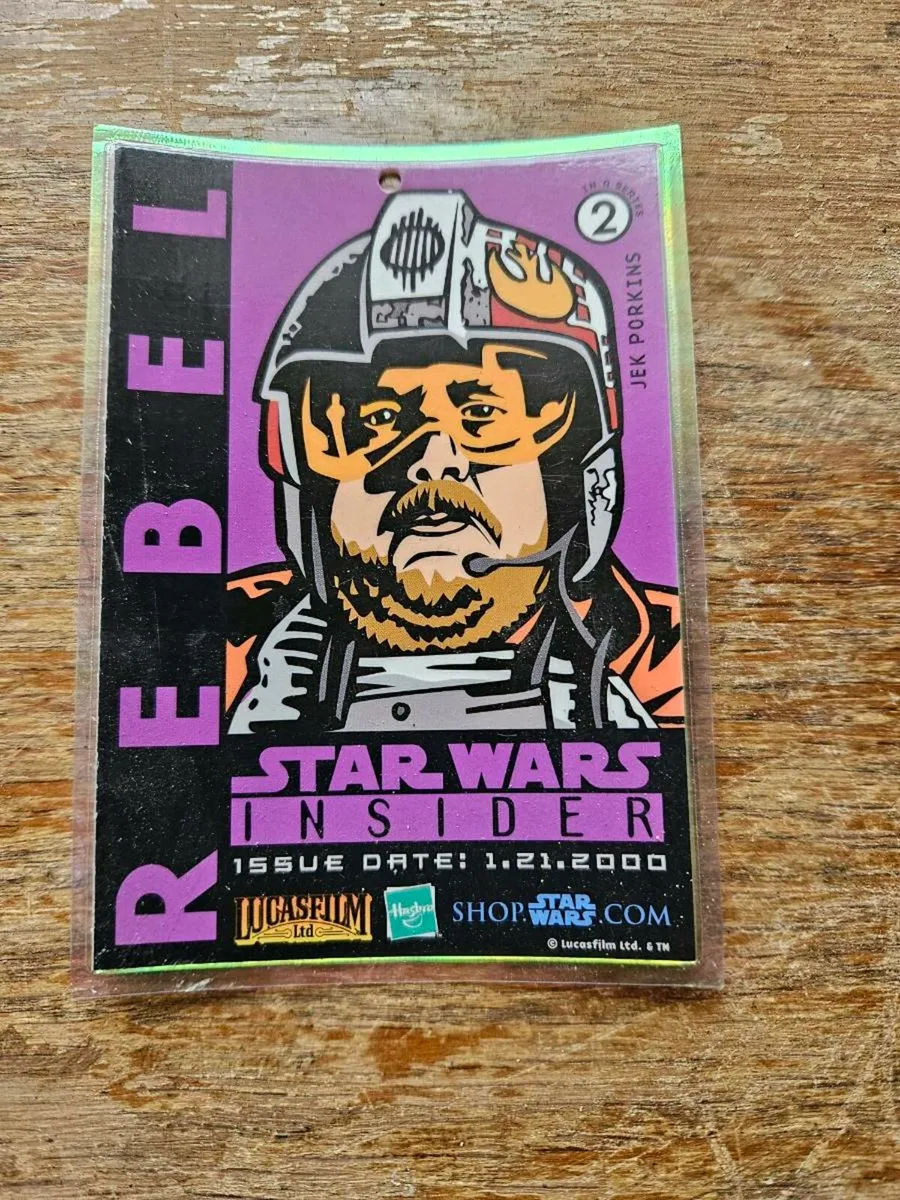 REBEL
IN A SERIES
2
JEK PORKINS
STAR WARS
INSIDER
ISSUE DATE: 1.21.2000
LUCASFILM
Ltd
Hasbro
SHOP STAR WARS .COM
© Lucasfilm Ltd. & TM